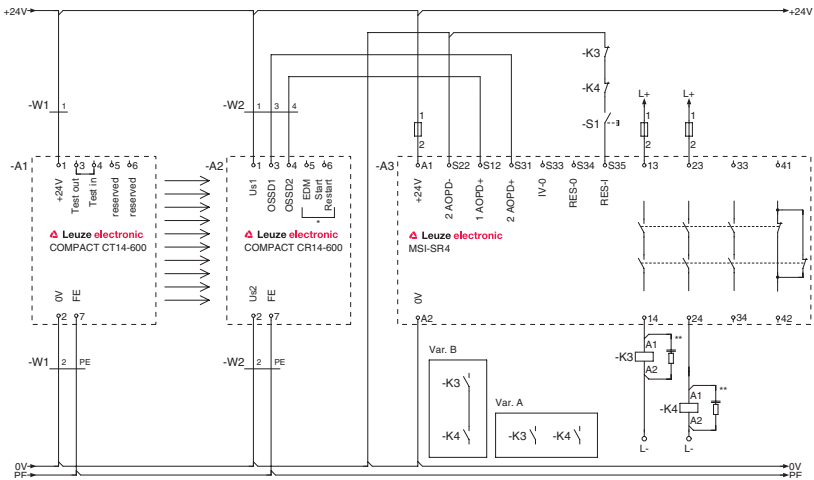 +24V +24V
-K3
-K4 L+ L+
-W1 1 -W2 1 3 4 1 -S1 1 1
2 2 2
-A1 1 3 4 5 6 -A2 1 3 4 5 6 -A3 A1 S22 S12 S31 S33 S34 S35 13 23 33 41
+24V Test out Test in reserved reserved Us1 OSSD1 OSSD2 EDM Start Restart +24V 2 AOPD- 1 AOPD+ 2 AOPD+ IV-0 RES-0 RES-I
*
Leuze electronic Leuze electronic Leuze electronic
COMPACT CT14-600 COMPACT CR14-600 MSI-SR4
0V FE Us2 FE 0V
2 7 2 7 A2 14 24 34 42
-W1 2 PE -W2 2 PE
Var. B
-K3
-K4
Var. A
-K3 -K4
-K3 A1 A2 **
-K4 A1 A2 **
L- L-
0V 0V
PE PE